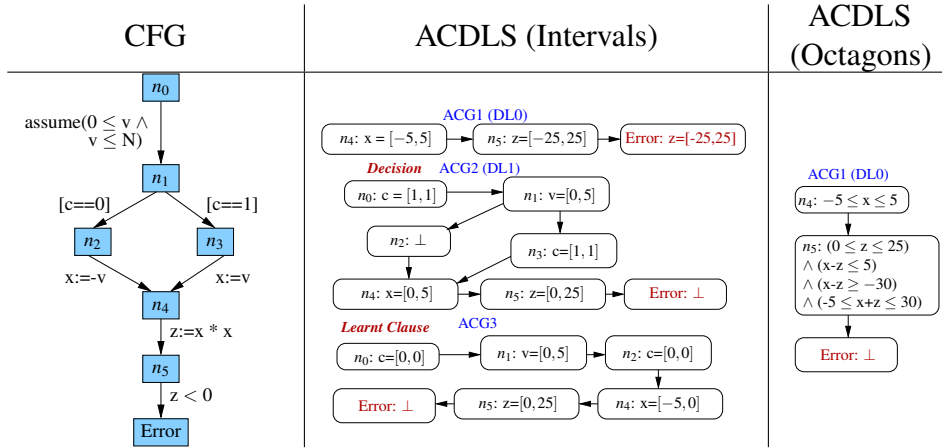 CFG
n0
assume(0 ≤ v ∧
v ≤ N)
n1
[c==0]
[c==1]
n2
n3
x:=-v
x:=v
n4
z:=x * x
n5
z < 0
Error
ACDLS (Intervals)
ACG1 (DL0)
n4: x = [−5, 5]
n5: z=[−25, 25]
Error: z=[-25,25]
Decision
ACG2 (DL1)
n0: c = [1, 1]
n1: v=[0, 5]
n2: ⊥
n3: c=[1, 1]
n4: x=[0, 5]
n5: z=[0, 25]
Error: ⊥
Learnt Clause
ACG3
n0: c=[0, 0]
n1: v=[0, 5]
n2: c=[0, 0]
Error: ⊥
n5: z=[0, 25]
n4: x=[−5, 0]
ACDLS
(Octagons)
ACG1 (DL0)
n4: −5 ≤ x ≤ 5
n5: (0 ≤ z ≤ 25)
∧ (x-z ≤ 5)
∧ (x-z ≥ −30)
∧ (-5 ≤ x+z ≤ 30)
Error: ⊥